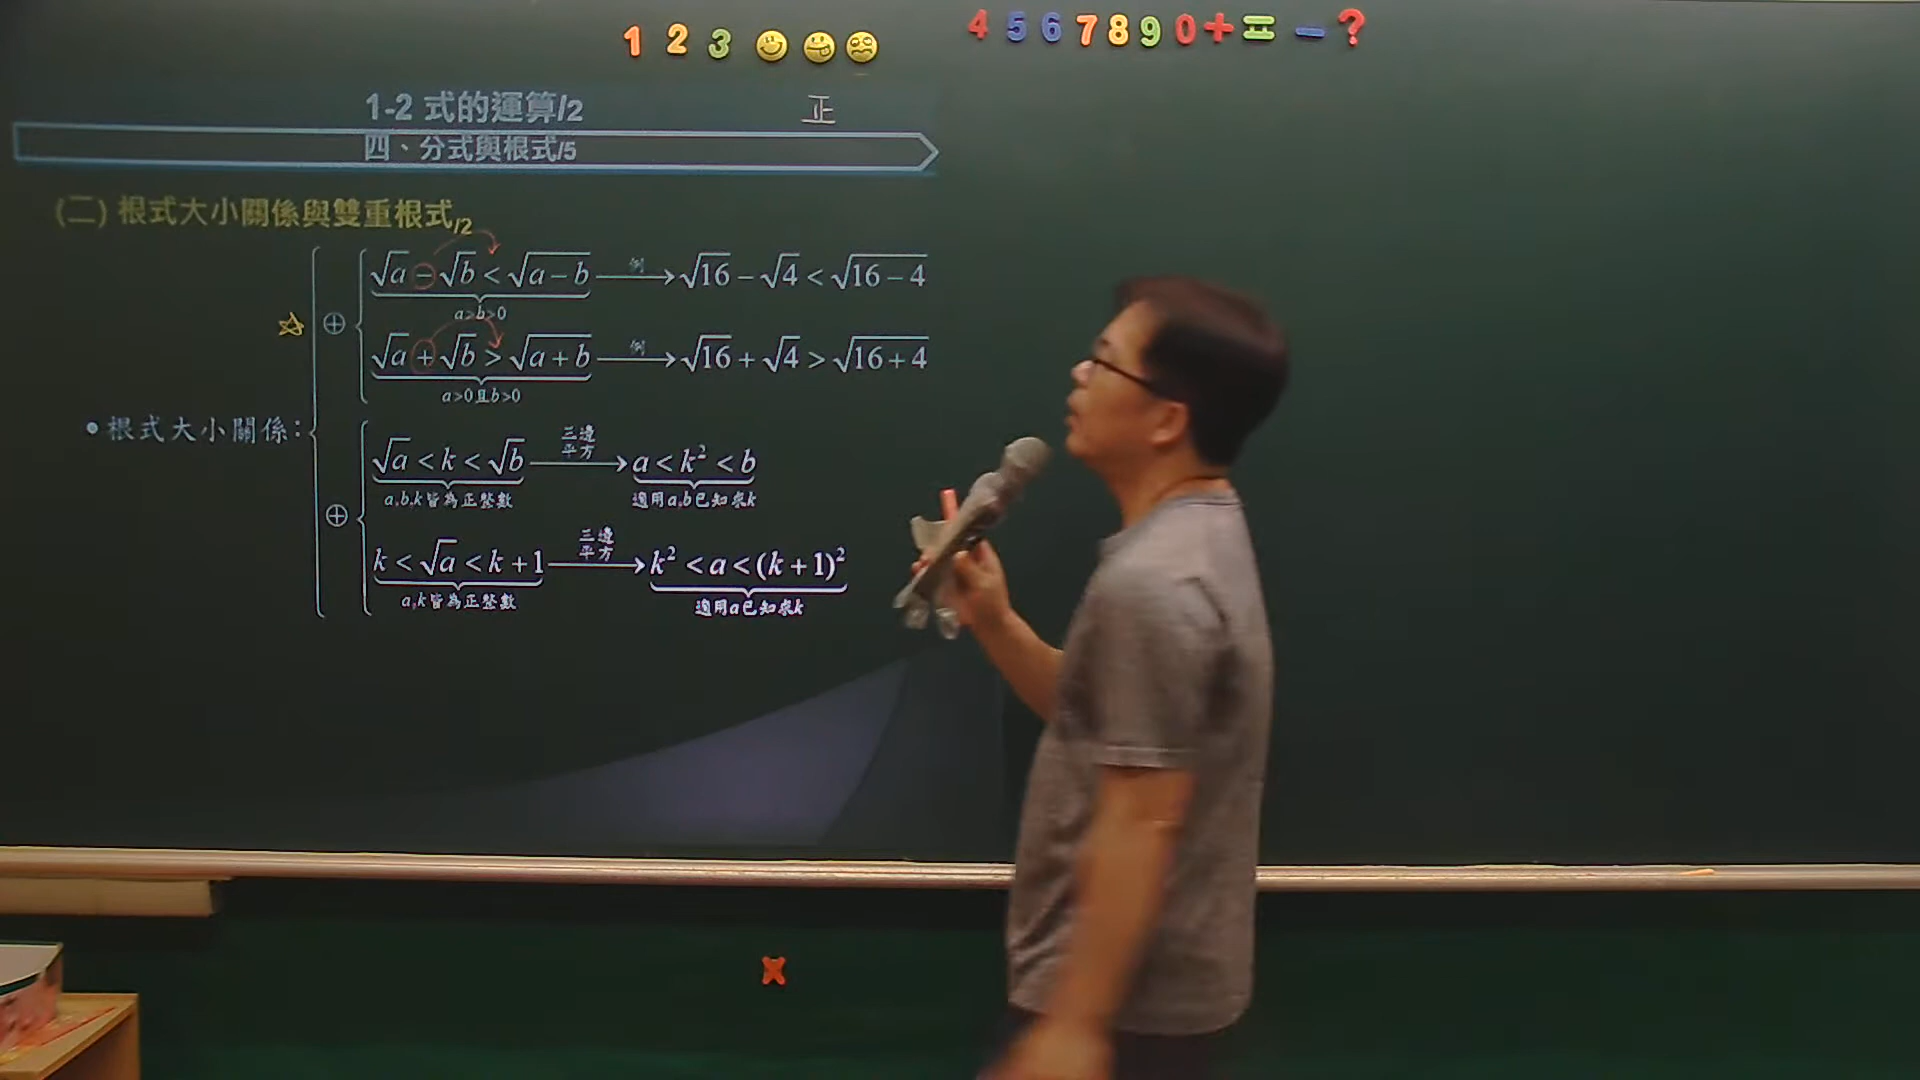 1 2 3
4 5 6 7 8 9 0 + = − ?
1-2 式的運算/2 正
四、分式與根式/5
(二) 根式大小關係與雙重根式/2
√a − √b < √(a − b) 例→ √16 − √4 < √(16 − 4)
a>b>0
√a + √b > √(a + b) 例→ √16 + √4 > √(16 + 4)
a>0且b>0
• 根式大小關係:
√a < k < √b 三邊平方→ a < k² < b
a,b,k皆為正整數 適用a,b已知求k
k < √a < k + 1 三邊平方→ k² < a < (k + 1)²
a,k皆為正整數 適用a已知求k
x